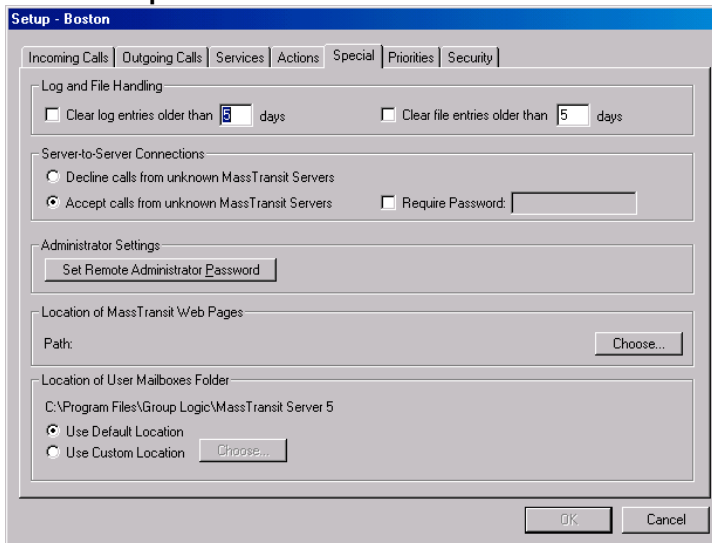 Setup - Boston
Incoming Calls Outgoing Calls Services Actions Special Priorities Security
Log and File Handling
Clear log entries older than 5 days Clear file entries older than 5 days
Server-to-Server Connections
Decline calls from unknown MassTransit Servers
Accept calls from unknown MassTransit Servers Require Password:
Administrator Settings
Set Remote Administrator Password
Location of MassTransit Web Pages
Path: Choose...
Location of User Mailboxes Folder
C:\Program Files\Group Logic\MassTransit Server 5
Use Default Location
Use Custom Location Choose...
OK Cancel